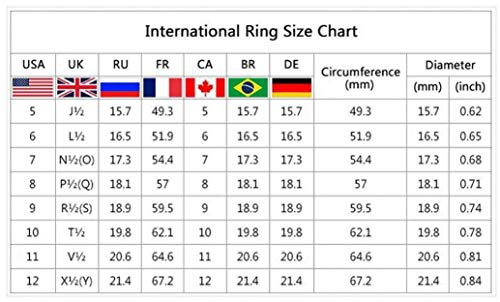 International Ring Size Chart
USA UK RU FR CA BR DE Circumference (mm) Diameter
(mm) (inch)
5 J½ 15.7 49.3 5 15.7 15.7 49.3 15.7 0.62
6 L½ 16.5 51.9 6 16.5 16.5 51.9 16.5 0.65
7 N½(O) 17.3 54.4 7 17.3 17.3 54.4 17.3 0.68
8 P½(Q) 18.1 57 8 18.1 18.1 57 18.1 0.71
9 R½(S) 18.9 59.5 9 18.9 18.9 59.5 18.9 0.74
10 T½ 19.8 62.1 10 19.8 19.8 62.1 19.8 0.78
11 V½ 20.6 64.6 11 20.6 20.6 64.6 20.6 0.81
12 X½(Y) 21.4 67.2 12 21.4 21.4 67.2 21.4 0.84